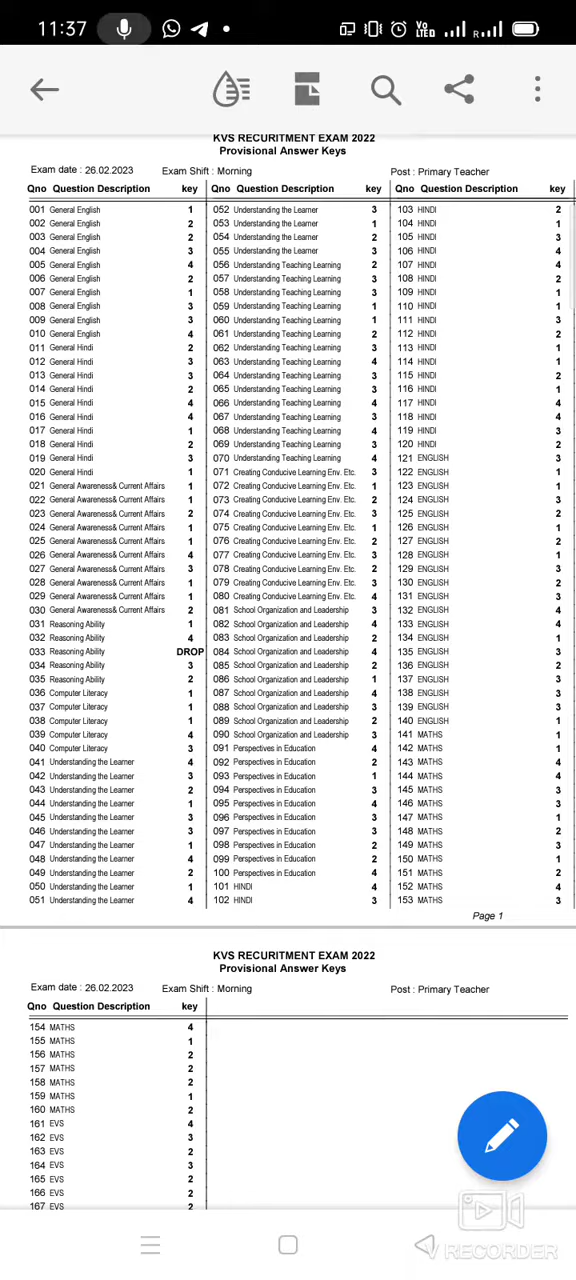 11:37
Vo
LTED
R
KVS RECURITMENT EXAM 2022
Provisional Answer Keys
Exam date : 26.02.2023 Exam Shift : Morning Post : Primary Teacher
Qno Question Description key Qno Question Description key Qno Question Description key
001 General English 1 052 Understanding the Learner 3 103 HINDI 2
002 General English 2 053 Understanding the Learner 1 104 HINDI 1
003 General English 2 054 Understanding the Learner 2 105 HINDI 3
004 General English 3 055 Understanding the Learner 3 106 HINDI 4
005 General English 4 056 Understanding Teaching Learning 2 107 HINDI 4
006 General English 2 057 Understanding Teaching Learning 3 108 HINDI 2
007 General English 1 058 Understanding Teaching Learning 3 109 HINDI 1
008 General English 3 059 Understanding Teaching Learning 1 110 HINDI 1
009 General English 3 060 Understanding Teaching Learning 1 111 HINDI 3
010 General English 4 061 Understanding Teaching Learning 2 112 HINDI 2
011 General Hindi 2 062 Understanding Teaching Learning 3 113 HINDI 1
012 General Hindi 3 063 Understanding Teaching Learning 4 114 HINDI 1
013 General Hindi 3 064 Understanding Teaching Learning 3 115 HINDI 2
014 General Hindi 2 065 Understanding Teaching Learning 3 116 HINDI 1
015 General Hindi 4 066 Understanding Teaching Learning 4 117 HINDI 4
016 General Hindi 4 067 Understanding Teaching Learning 3 118 HINDI 4
017 General Hindi 1 068 Understanding Teaching Learning 4 119 HINDI 3
018 General Hindi 2 069 Understanding Teaching Learning 3 120 HINDI 2
019 General Hindi 3 070 Understanding Teaching Learning 4 121 ENGLISH 3
020 General Hindi 1 071 Creating Conducive Learning Env. Etc. 3 122 ENGLISH 1
021 General Awareness& Current Affairs 1 072 Creating Conducive Learning Env. Etc. 1 123 ENGLISH 1
022 General Awareness& Current Affairs 1 073 Creating Conducive Learning Env. Etc. 2 124 ENGLISH 3
023 General Awareness& Current Affairs 2 074 Creating Conducive Learning Env. Etc. 3 125 ENGLISH 2
024 General Awareness& Current Affairs 1 075 Creating Conducive Learning Env. Etc. 1 126 ENGLISH 1
025 General Awareness& Current Affairs 1 076 Creating Conducive Learning Env. Etc. 2 127 ENGLISH 2
026 General Awareness& Current Affairs 4 077 Creating Conducive Learning Env. Etc. 3 128 ENGLISH 1
027 General Awareness& Current Affairs 3 078 Creating Conducive Learning Env. Etc. 2 129 ENGLISH 3
028 General Awareness& Current Affairs 1 079 Creating Conducive Learning Env. Etc. 3 130 ENGLISH 2
029 General Awareness& Current Affairs 1 080 Creating Conducive Learning Env. Etc. 4 131 ENGLISH 3
030 General Awareness& Current Affairs 2 081 School Organization and Leadership 3 132 ENGLISH 4
031 Reasoning Ability 1 082 School Organization and Leadership 4 133 ENGLISH 4
032 Reasoning Ability 4 083 School Organization and Leadership 2 134 ENGLISH 1
033 Reasoning Ability DROP 084 School Organization and Leadership 4 135 ENGLISH 3
034 Reasoning Ability 3 085 School Organization and Leadership 2 136 ENGLISH 2
035 Reasoning Ability 2 086 School Organization and Leadership 1 137 ENGLISH 3
036 Computer Literacy 1 087 School Organization and Leadership 4 138 ENGLISH 3
037 Computer Literacy 1 088 School Organization and Leadership 3 139 ENGLISH 3
038 Computer Literacy 1 089 School Organization and Leadership 2 140 ENGLISH 1
039 Computer Literacy 4 090 School Organization and Leadership 3 141 MATHS 1
040 Computer Literacy 3 091 Perspectives in Education 4 142 MATHS 1
041 Understanding the Learner 4 092 Perspectives in Education 2 143 MATHS 4
042 Understanding the Learner 3 093 Perspectives in Education 1 144 MATHS 4
043 Understanding the Learner 2 094 Perspectives in Education 3 145 MATHS 3
044 Understanding the Learner 1 095 Perspectives in Education 4 146 MATHS 3
045 Understanding the Learner 3 096 Perspectives in Education 3 147 MATHS 1
046 Understanding the Learner 3 097 Perspectives in Education 3 148 MATHS 2
047 Understanding the Learner 1 098 Perspectives in Education 2 149 MATHS 3
048 Understanding the Learner 4 099 Perspectives in Education 2 150 MATHS 1
049 Understanding the Learner 2 100 Perspectives in Education 4 151 MATHS 2
050 Understanding the Learner 1 101 HINDI 4 152 MATHS 4
051 Understanding the Learner 4 102 HINDI 3 153 MATHS 3
Page 1
KVS RECURITMENT EXAM 2022
Provisional Answer Keys
Exam date : 26.02.2023 Exam Shift : Morning Post : Primary Teacher
Qno Question Description key
154 MATHS 4
155 MATHS 1
156 MATHS 2
157 MATHS 2
158 MATHS 2
159 MATHS 1
160 MATHS 2
161 EVS 4
162 EVS 3
163 EVS 2
164 EVS 3
165 EVS 2
166 EVS 2
167 EVS 2
V RECORDER